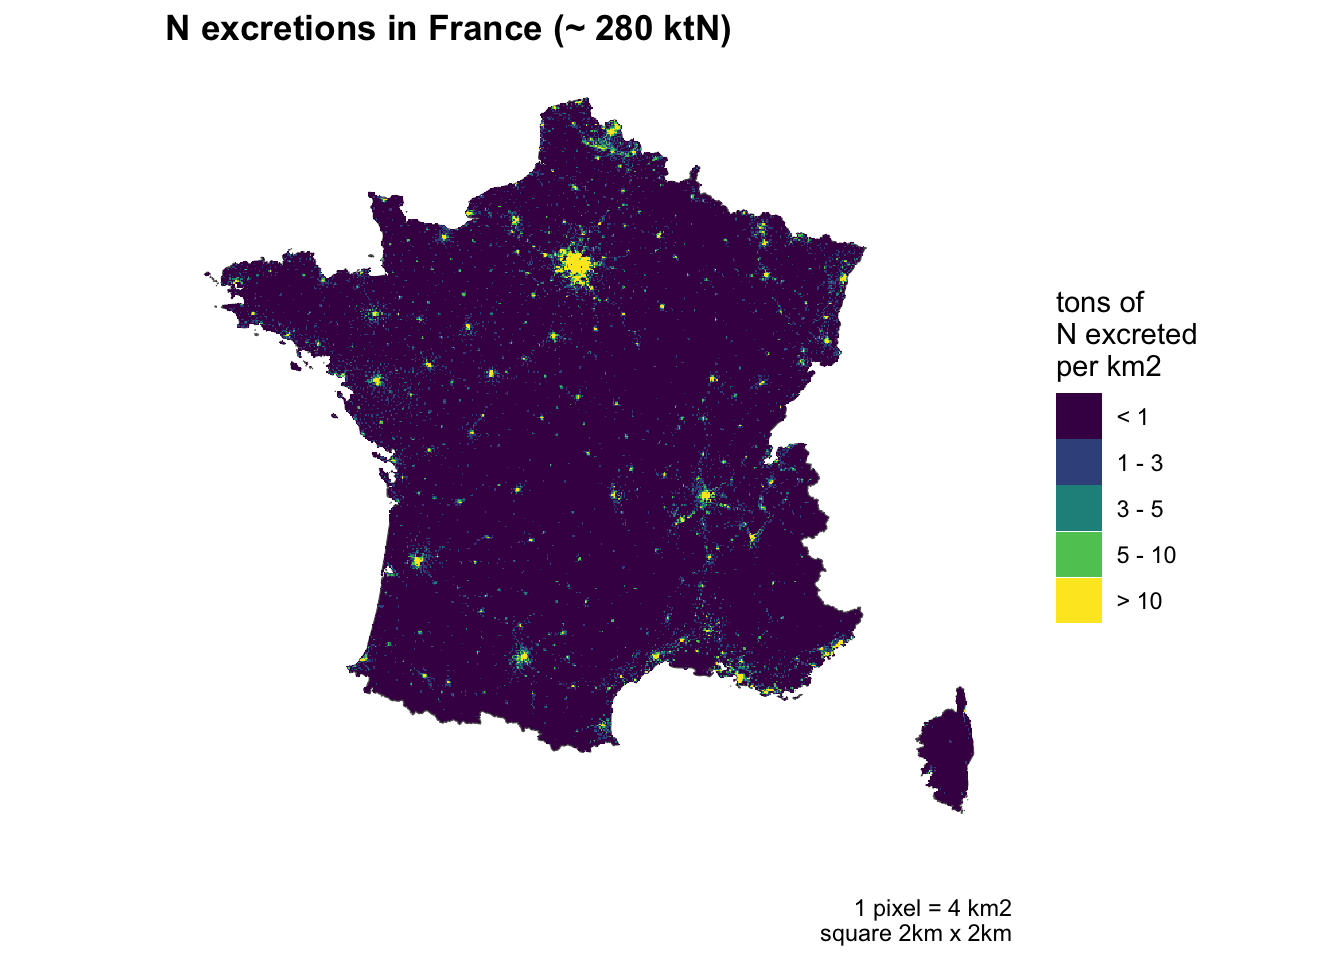 N excretions in France (~ 280 ktN)
tons of
N excreted
per km2
< 1
1 - 3
3 - 5
5 - 10
> 10
1 pixel = 4 km2
square 2km x 2km